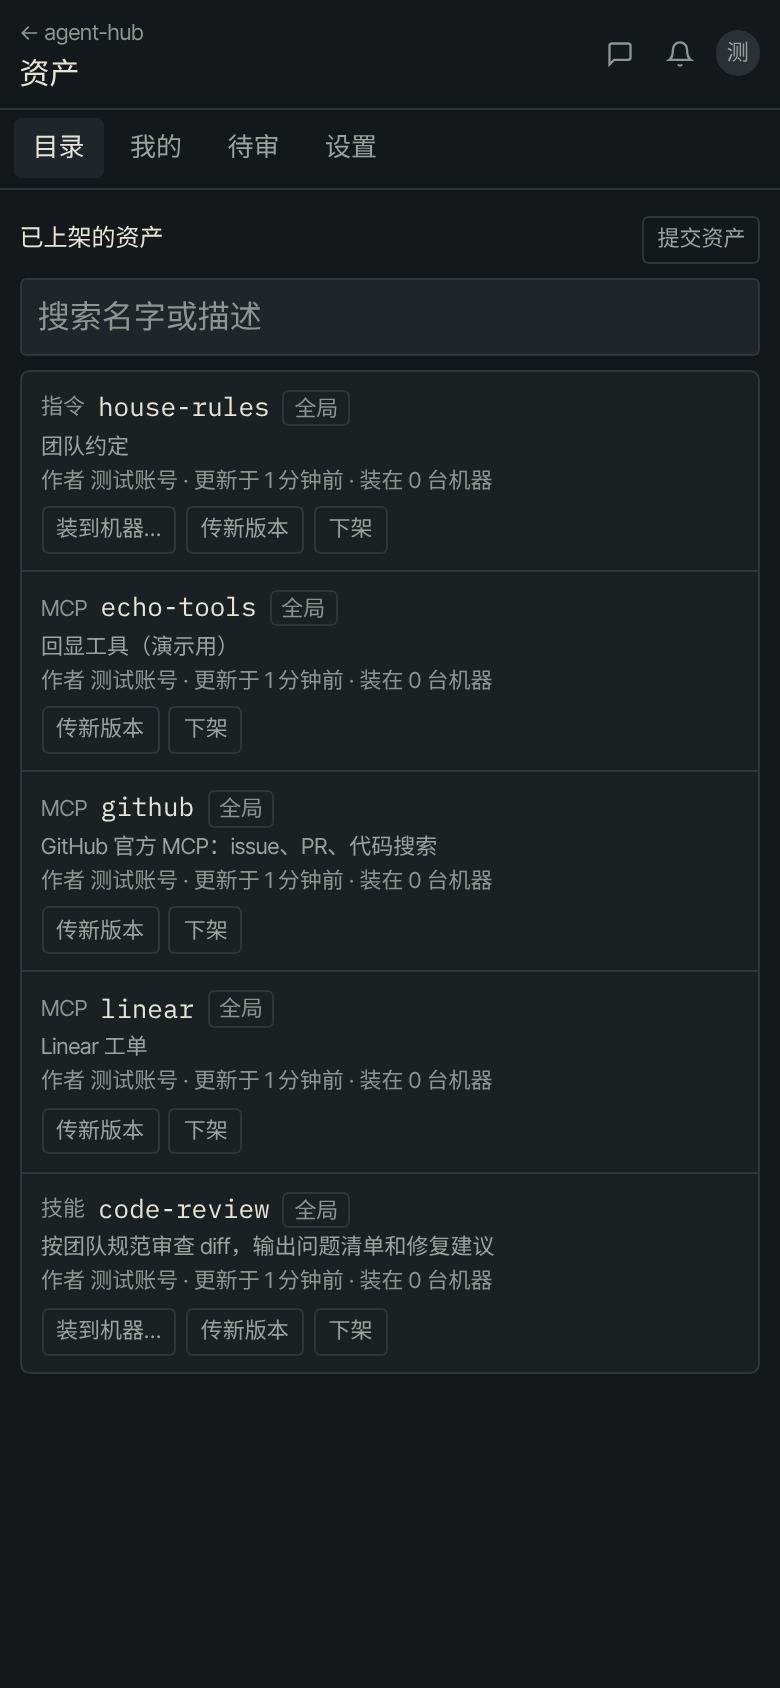 ← agent-hub
资产
测
目录 我的 待审 设置
已上架的资产
提交资产
搜索名字或描述
指令 house-rules 全局
团队约定
作者 测试账号 · 更新于 1 分钟前 · 装在 0 台机器
装到机器... 传新版本 下架
MCP echo-tools 全局
回显工具（演示用）
作者 测试账号 · 更新于 1 分钟前 · 装在 0 台机器
传新版本 下架
MCP github 全局
GitHub 官方 MCP：issue、PR、代码搜索
作者 测试账号 · 更新于 1 分钟前 · 装在 0 台机器
传新版本 下架
MCP linear 全局
Linear 工单
作者 测试账号 · 更新于 1 分钟前 · 装在 0 台机器
传新版本 下架
技能 code-review 全局
按团队规范审查 diff，输出问题清单和修复建议
作者 测试账号 · 更新于 1 分钟前 · 装在 0 台机器
装到机器... 传新版本 下架